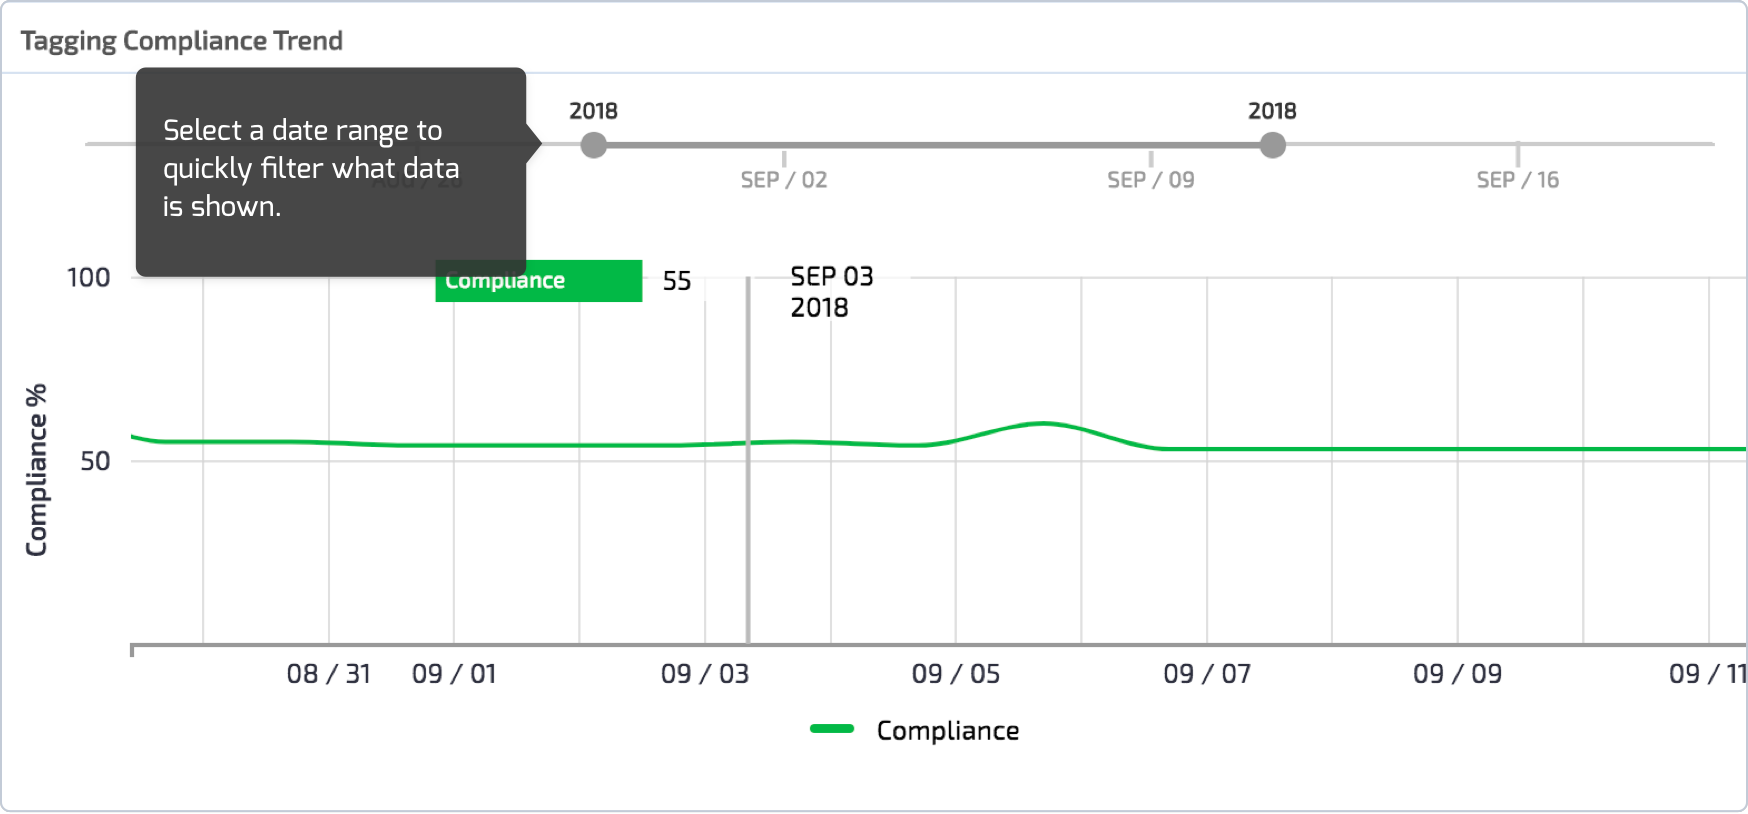 Tagging Compliance Trend
Select a date range to
quickly filter what data
is shown.
2018
2018
AUG / 26
SEP / 02
SEP / 09
SEP / 16
100
Compliance
55
SEP 03
2018
Compliance %
50
08 / 31
09 / 01
09 / 03
09 / 05
09 / 07
09 / 09
09 / 11
Compliance